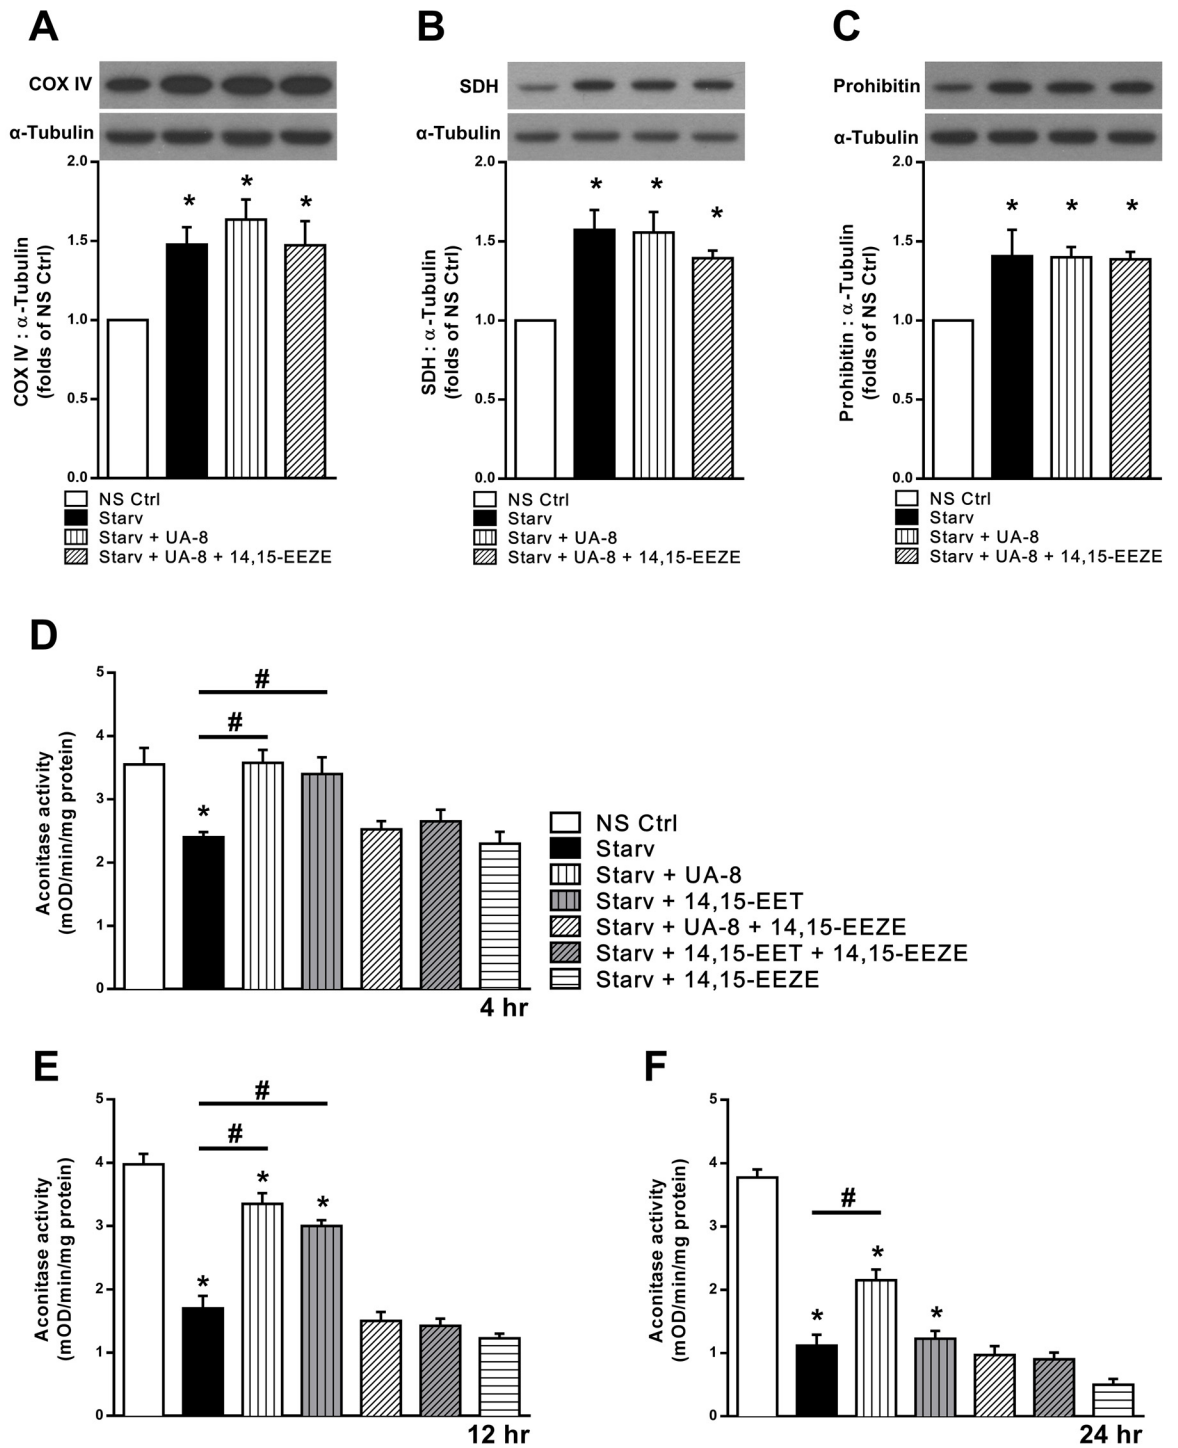 A
COX IV
α-Tubulin
2.0
1.5
1.0
0.5
0.0
COX IV : α-Tubulin
(folds of NS Ctrl)
*
*
*
NS Ctrl
Starv
Starv + UA-8
Starv + UA-8 + 14,15-EEZE
B
SDH
α-Tubulin
2.0
1.5
1.0
0.5
0.0
SDH : α-Tubulin
(folds of NS Ctrl)
*
*
*
NS Ctrl
Starv
Starv + UA-8
Starv + UA-8 + 14,15-EEZE
C
Prohibitin
α-Tubulin
2.0
1.5
1.0
0.5
0.0
Prohibitin : α-Tubulin
(folds of NS Ctrl)
*
*
*
NS Ctrl
Starv
Starv + UA-8
Starv + UA-8 + 14,15-EEZE
D
5
4
3
2
1
0
Aconitase activity
(mOD/min/mg protein)
#
#
*
4 hr
NS Ctrl
Starv
Starv + UA-8
Starv + 14,15-EET
Starv + UA-8 + 14,15-EEZE
Starv + 14,15-EET + 14,15-EEZE
Starv + 14,15-EEZE
E
5
4
3
2
1
0
Aconitase activity
(mOD/min/mg protein)
#
#
*
*
*
12 hr
F
5
4
3
2
1
0
Aconitase activity
(mOD/min/mg protein)
#
*
*
*
24 hr